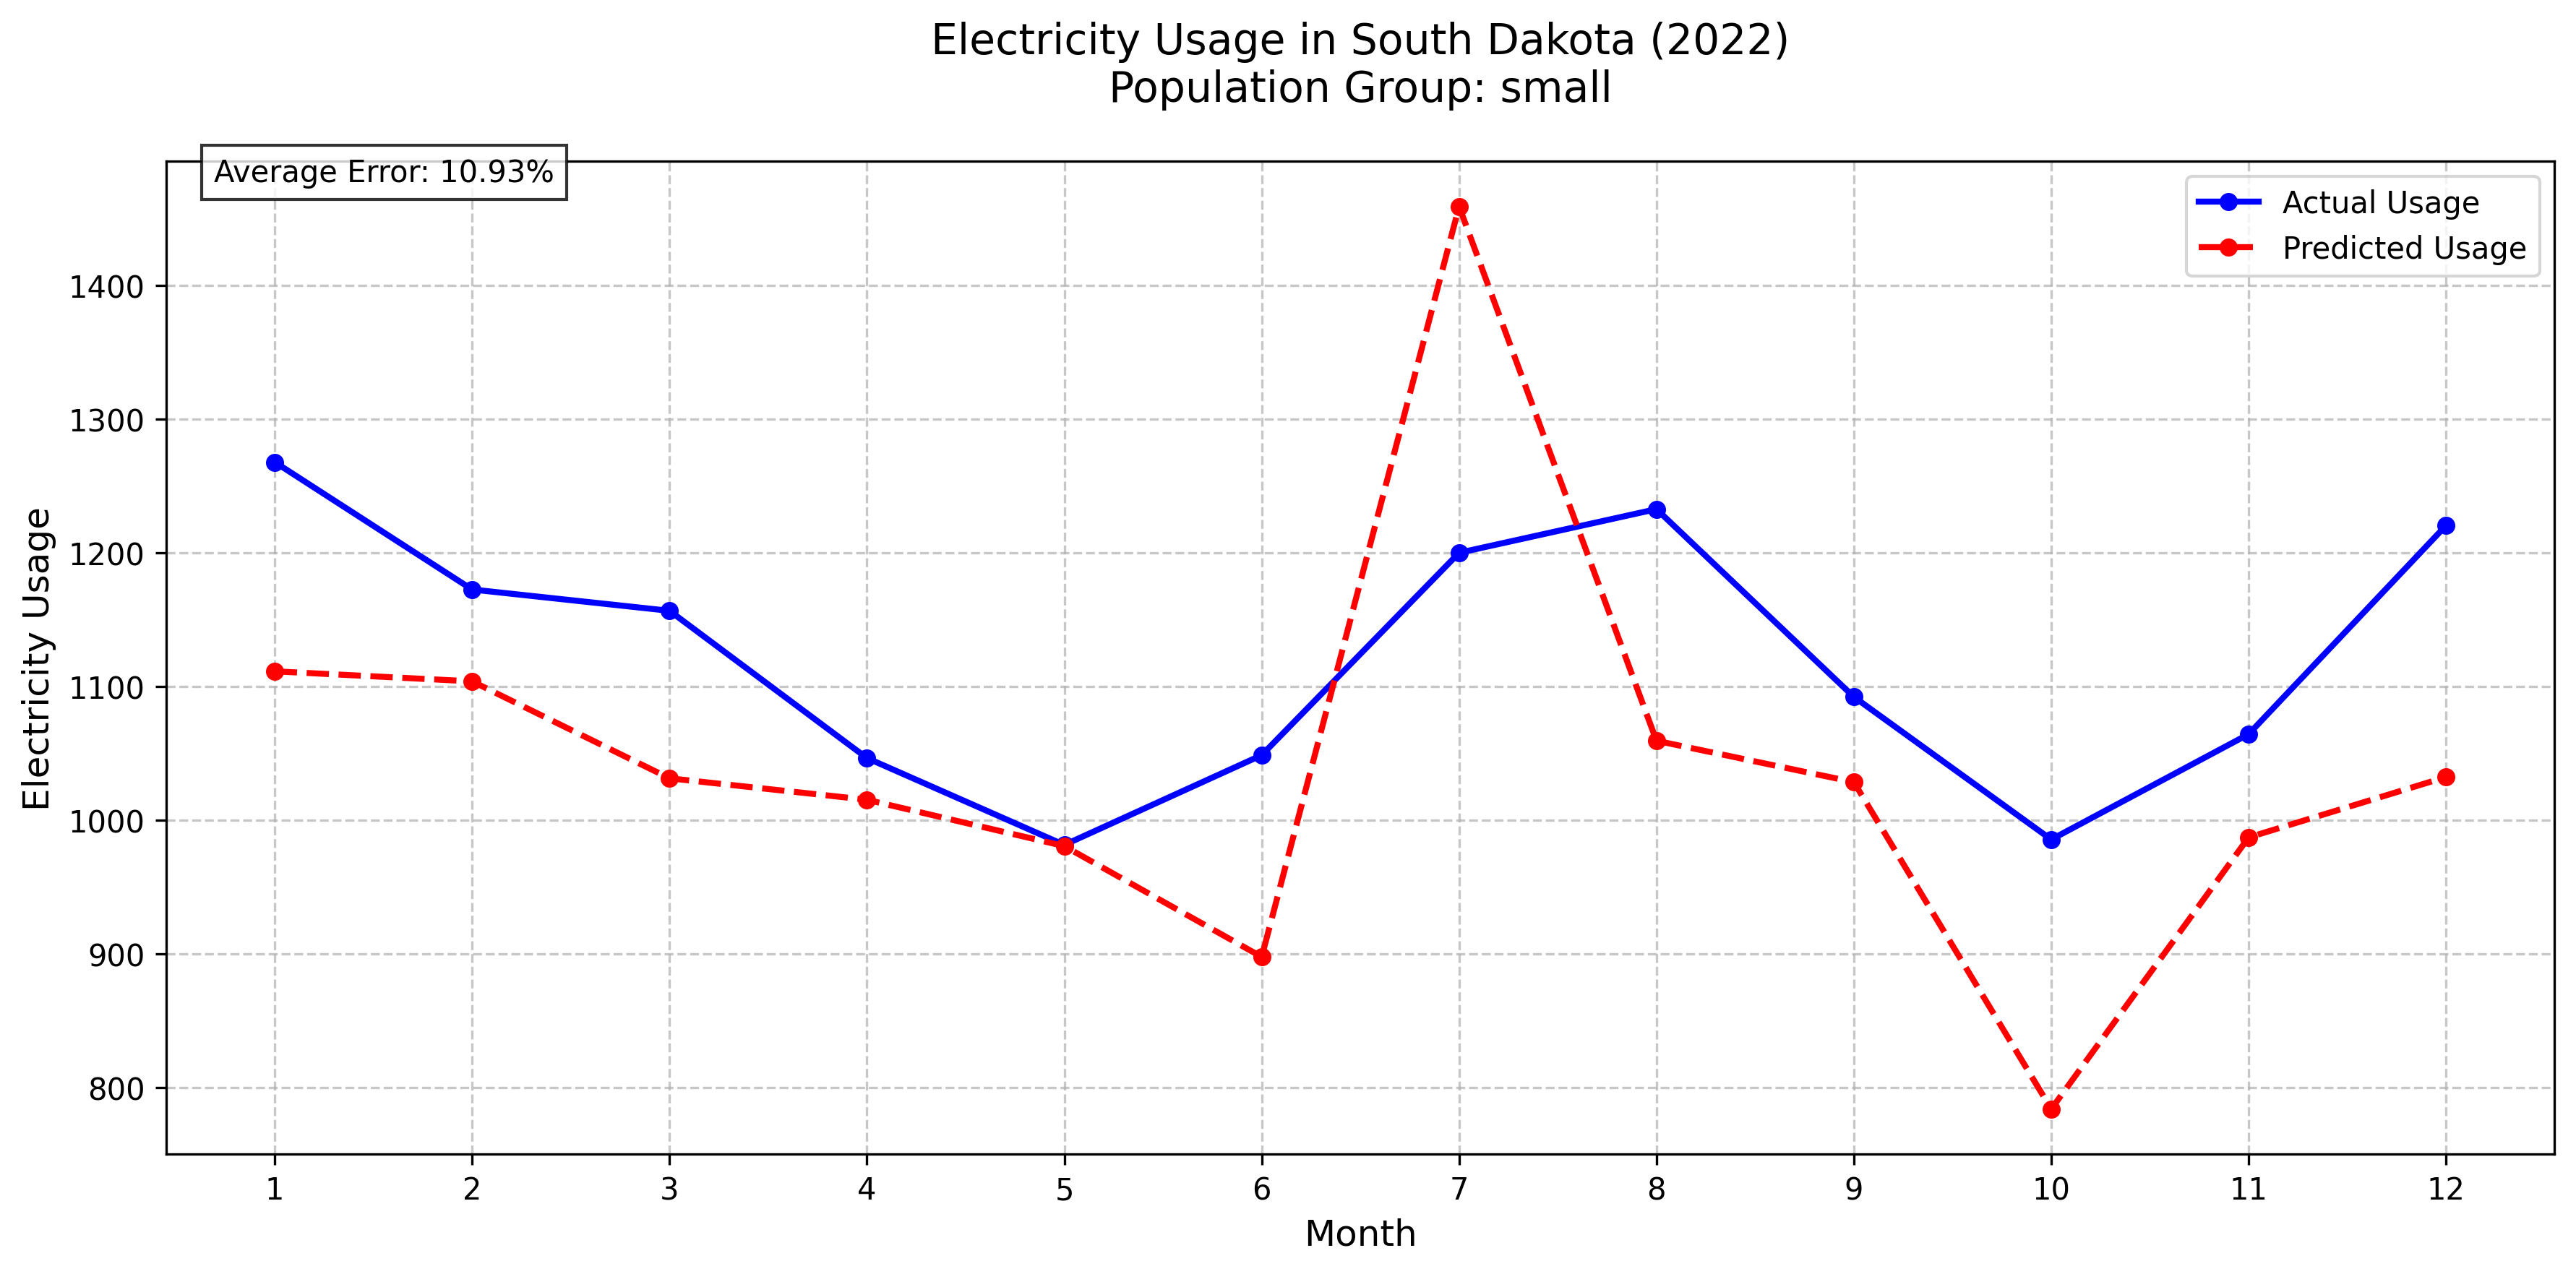 Electricity Usage in South Dakota (2022)
Population Group: small
Average Error: 10.93%
Actual Usage
Predicted Usage
Electricity Usage
1400
1300
1200
1100
1000
900
800
1 2 3 4 5 6 7 8 9 10 11 12
Month